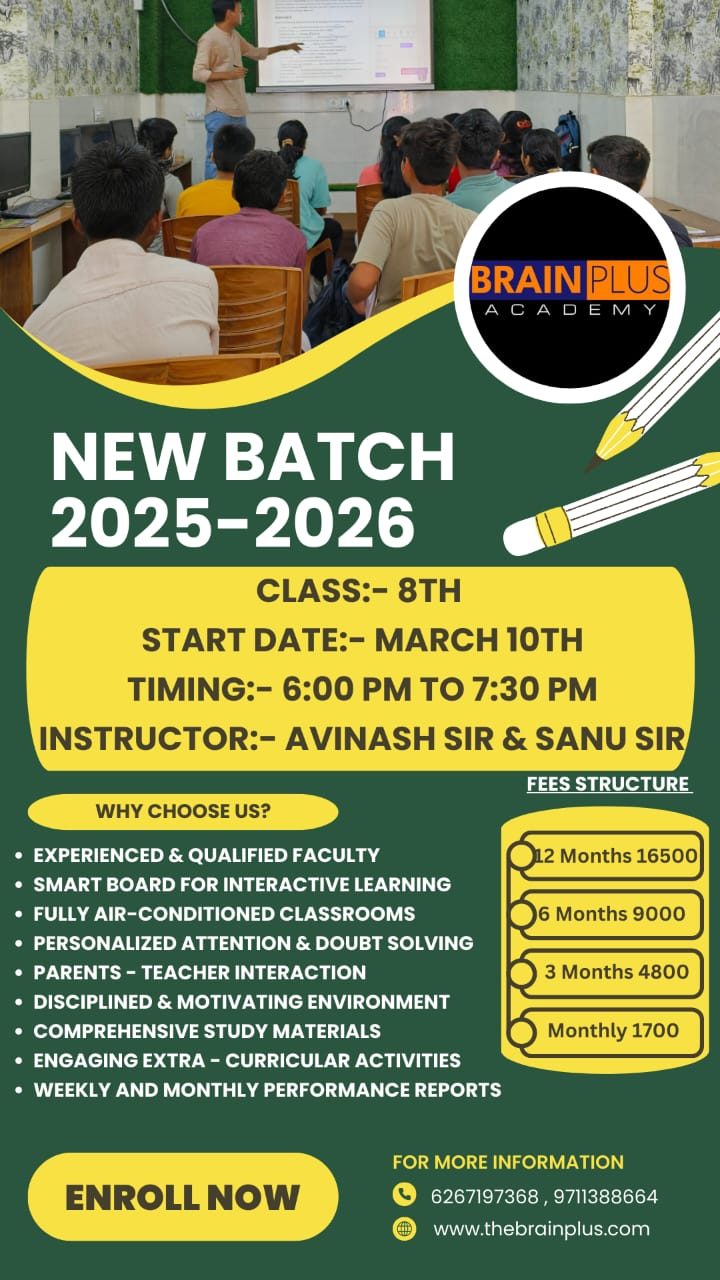 BRAIN PLUS
ACADEMY
NEW BATCH
2025-2026
CLASS:- 8TH
START DATE:- MARCH 10TH
TIMING:- 6:00 PM TO 7:30 PM
INSTRUCTOR:- AVINASH SIR & SANU SIR
WHY CHOOSE US?
• EXPERIENCED & QUALIFIED FACULTY
• SMART BOARD FOR INTERACTIVE LEARNING
• FULLY AIR-CONDITIONED CLASSROOMS
• PERSONALIZED ATTENTION & DOUBT SOLVING
• PARENTS - TEACHER INTERACTION
• DISCIPLINED & MOTIVATING ENVIRONMENT
• COMPREHENSIVE STUDY MATERIALS
• ENGAGING EXTRA - CURRICULAR ACTIVITIES
• WEEKLY AND MONTHLY PERFORMANCE REPORTS
FEES STRUCTURE
12 Months 16500
6 Months 9000
3 Months 4800
Monthly 1700
ENROLL NOW
FOR MORE INFORMATION
6267197368 , 9711388664
www.thebrainplus.com